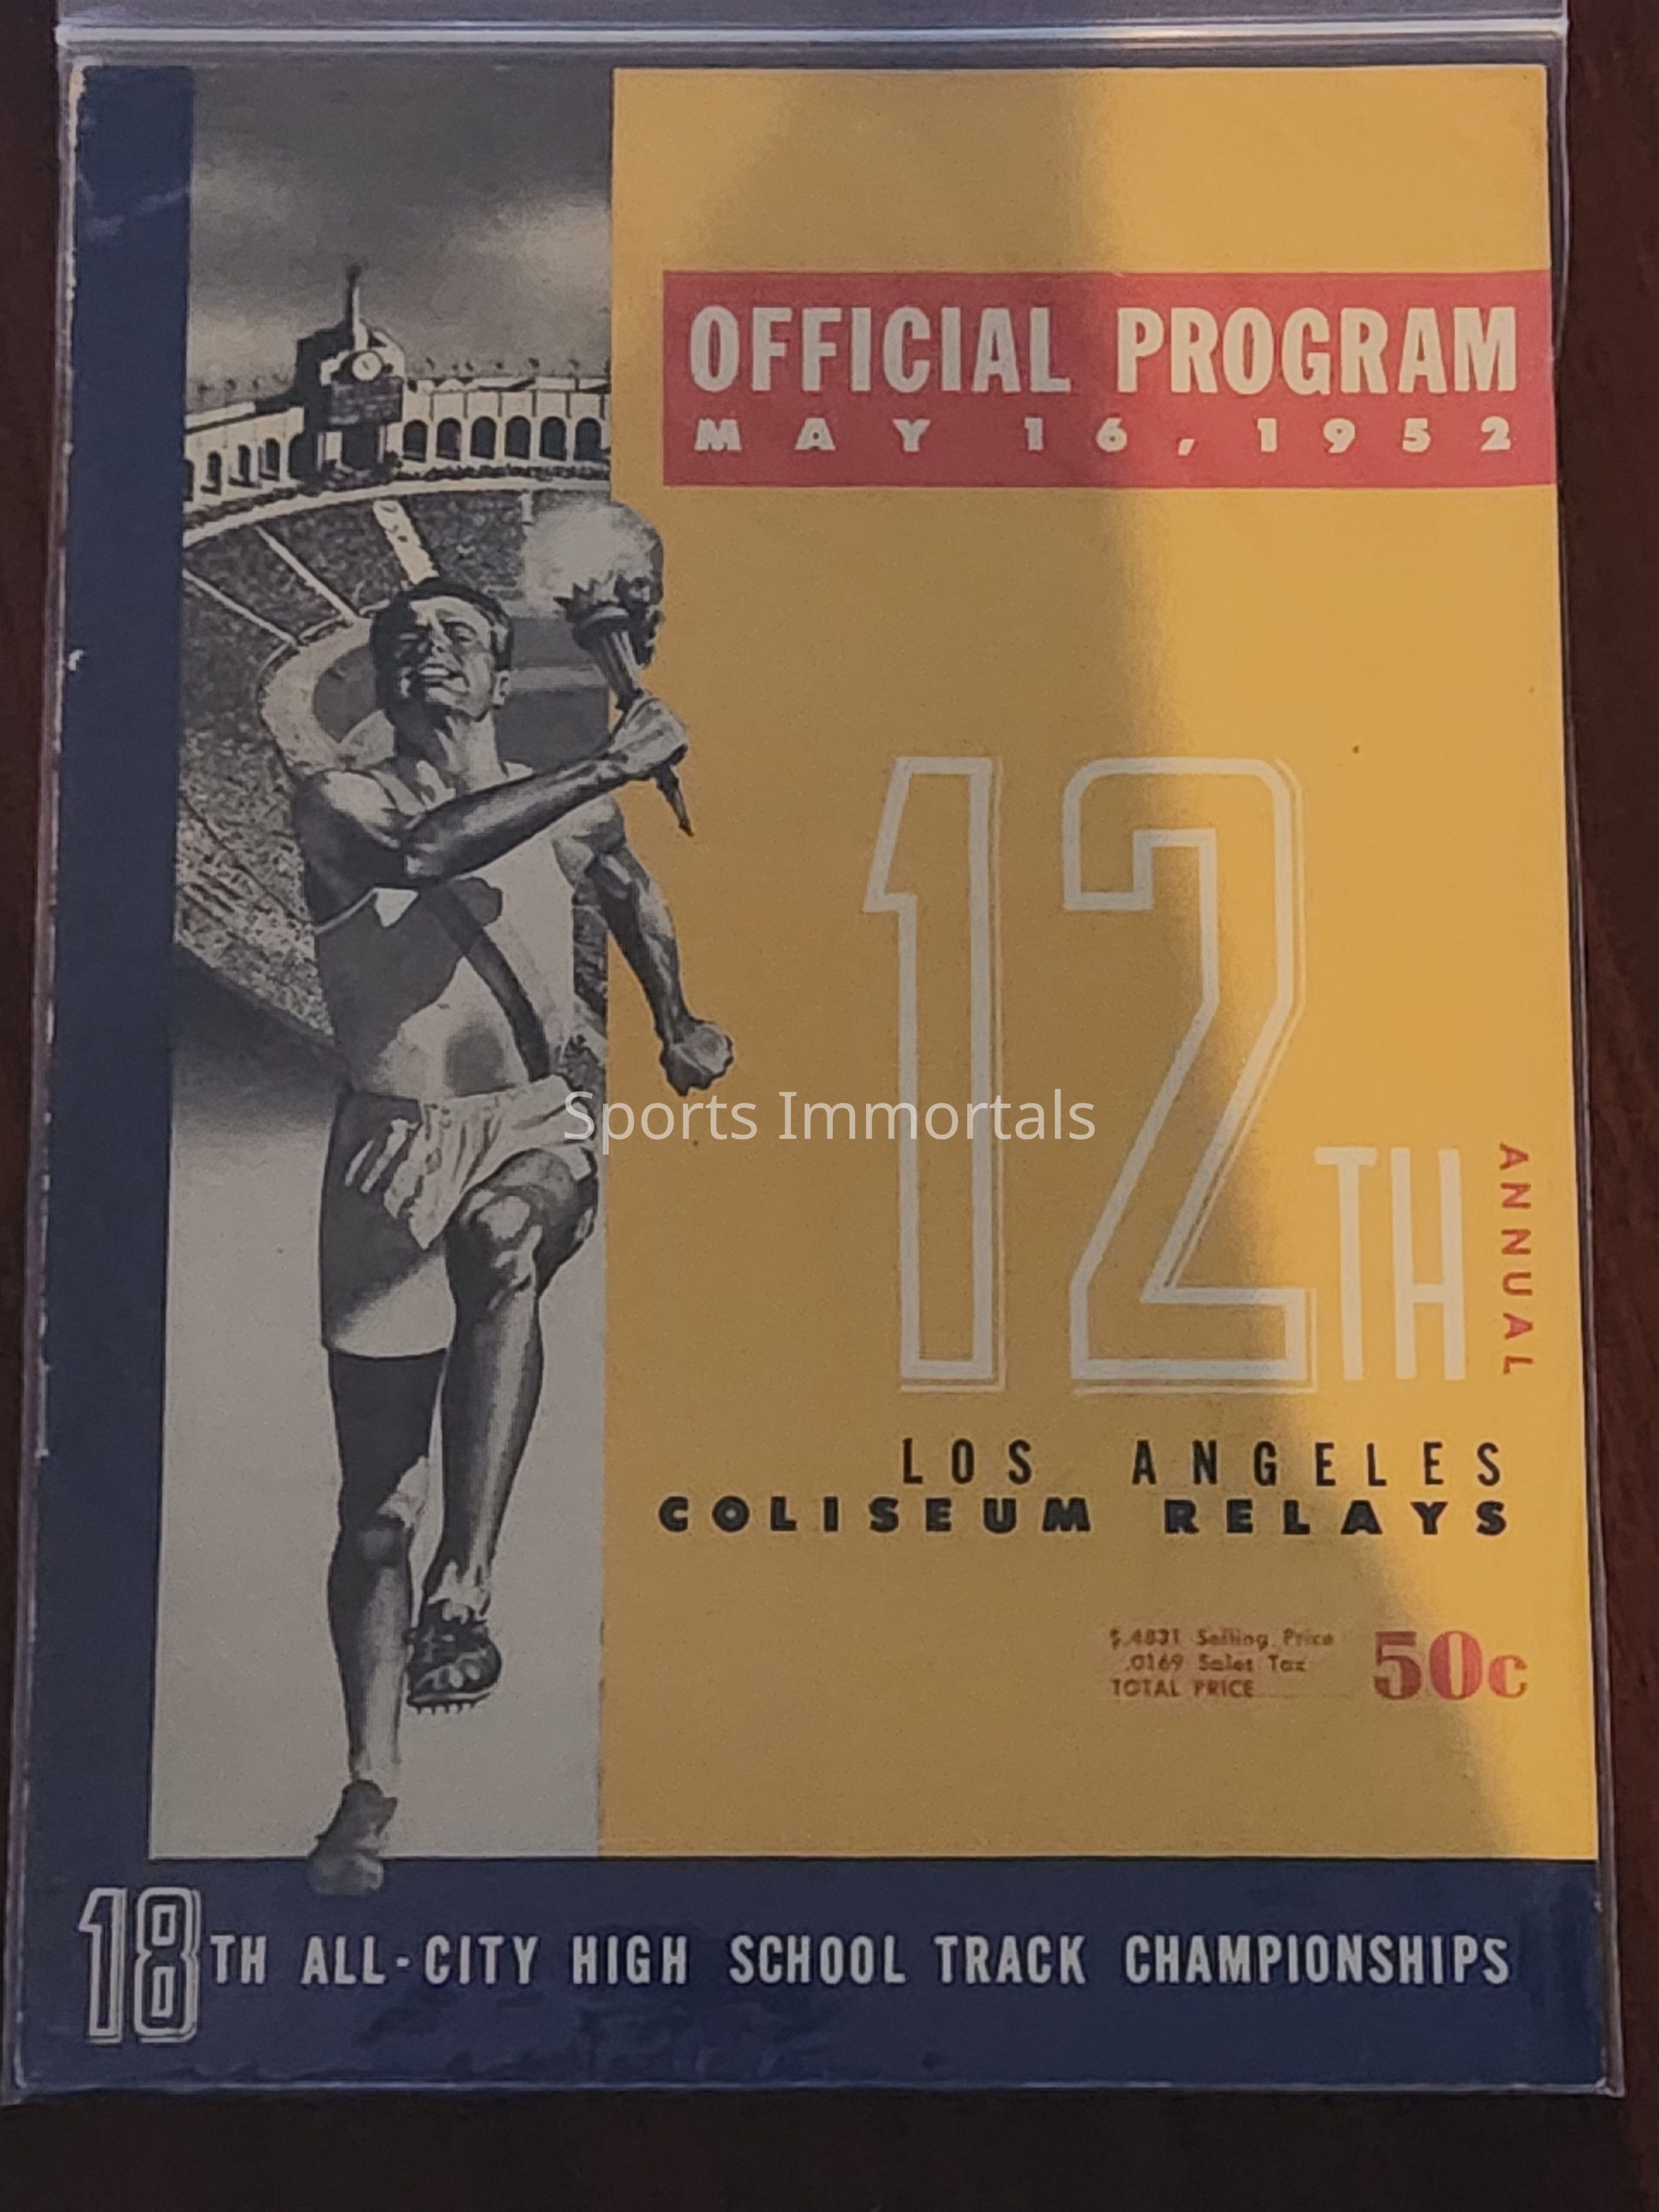 OFFICIAL PROGRAM
MAY 16, 1952
12TH
ANNUAL
LOS ANGELES
COLISEUM RELAYS
$.4831 Selling Price
.0169 Sales Tax
TOTAL PRICE 50c
18TH ALL-CITY HIGH SCHOOL TRACK CHAMPIONSHIPS
Sports Immortals